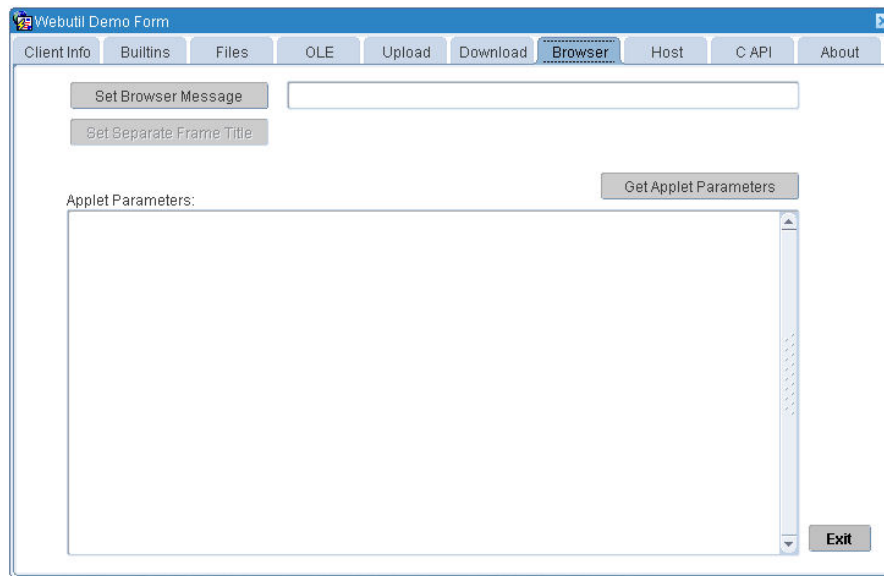 Webutil Demo Form
Client Info Builtins Files OLE Upload Download Browser Host C API About
Set Browser Message
Set Separate Frame Title
Get Applet Parameters
Applet Parameters:
Exit